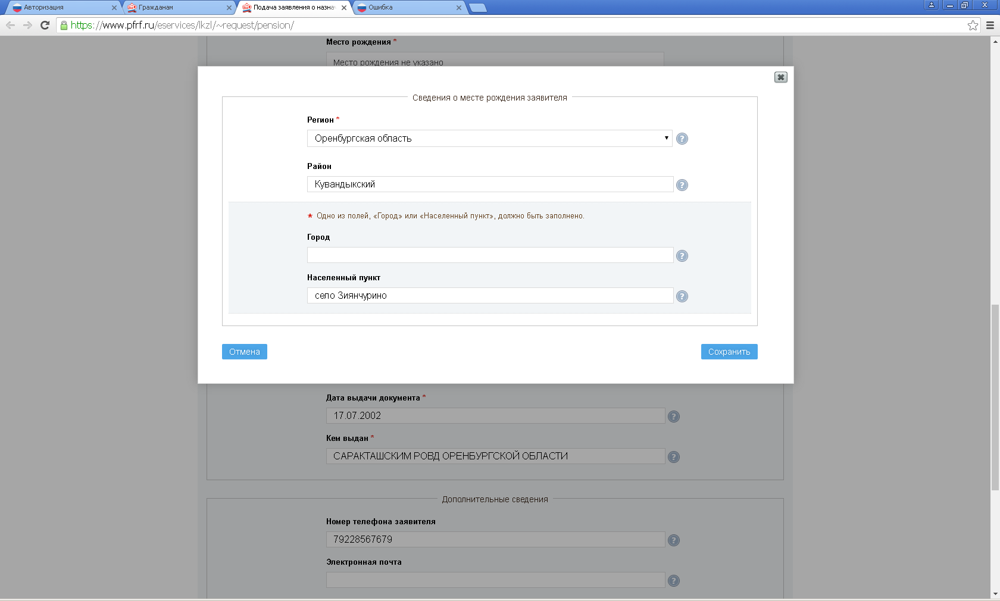 Авторизация
Гражданам
Подача заявления о назна
Ошибка
https://www.pfrf.ru/eservices/lkzl/~request/pension/
Место рождения *
Место рождения не указано
Сведения о месте рождения заявителя
Регион *
Оренбургская область
Район
Кувандыкский
* Одно из полей, «Город» или «Населенный пункт», должно быть заполнено.
Город
Населенный пункт
село Зиянчурино
Отмена
Сохранить
Дата выдачи документа *
17.07.2002
Кем выдан *
САРАКТАШСКИМ РОВД ОРЕНБУРГСКОЙ ОБЛАСТИ
Дополнительные сведения
Номер телефона заявителя
79228567679
Электронная почта